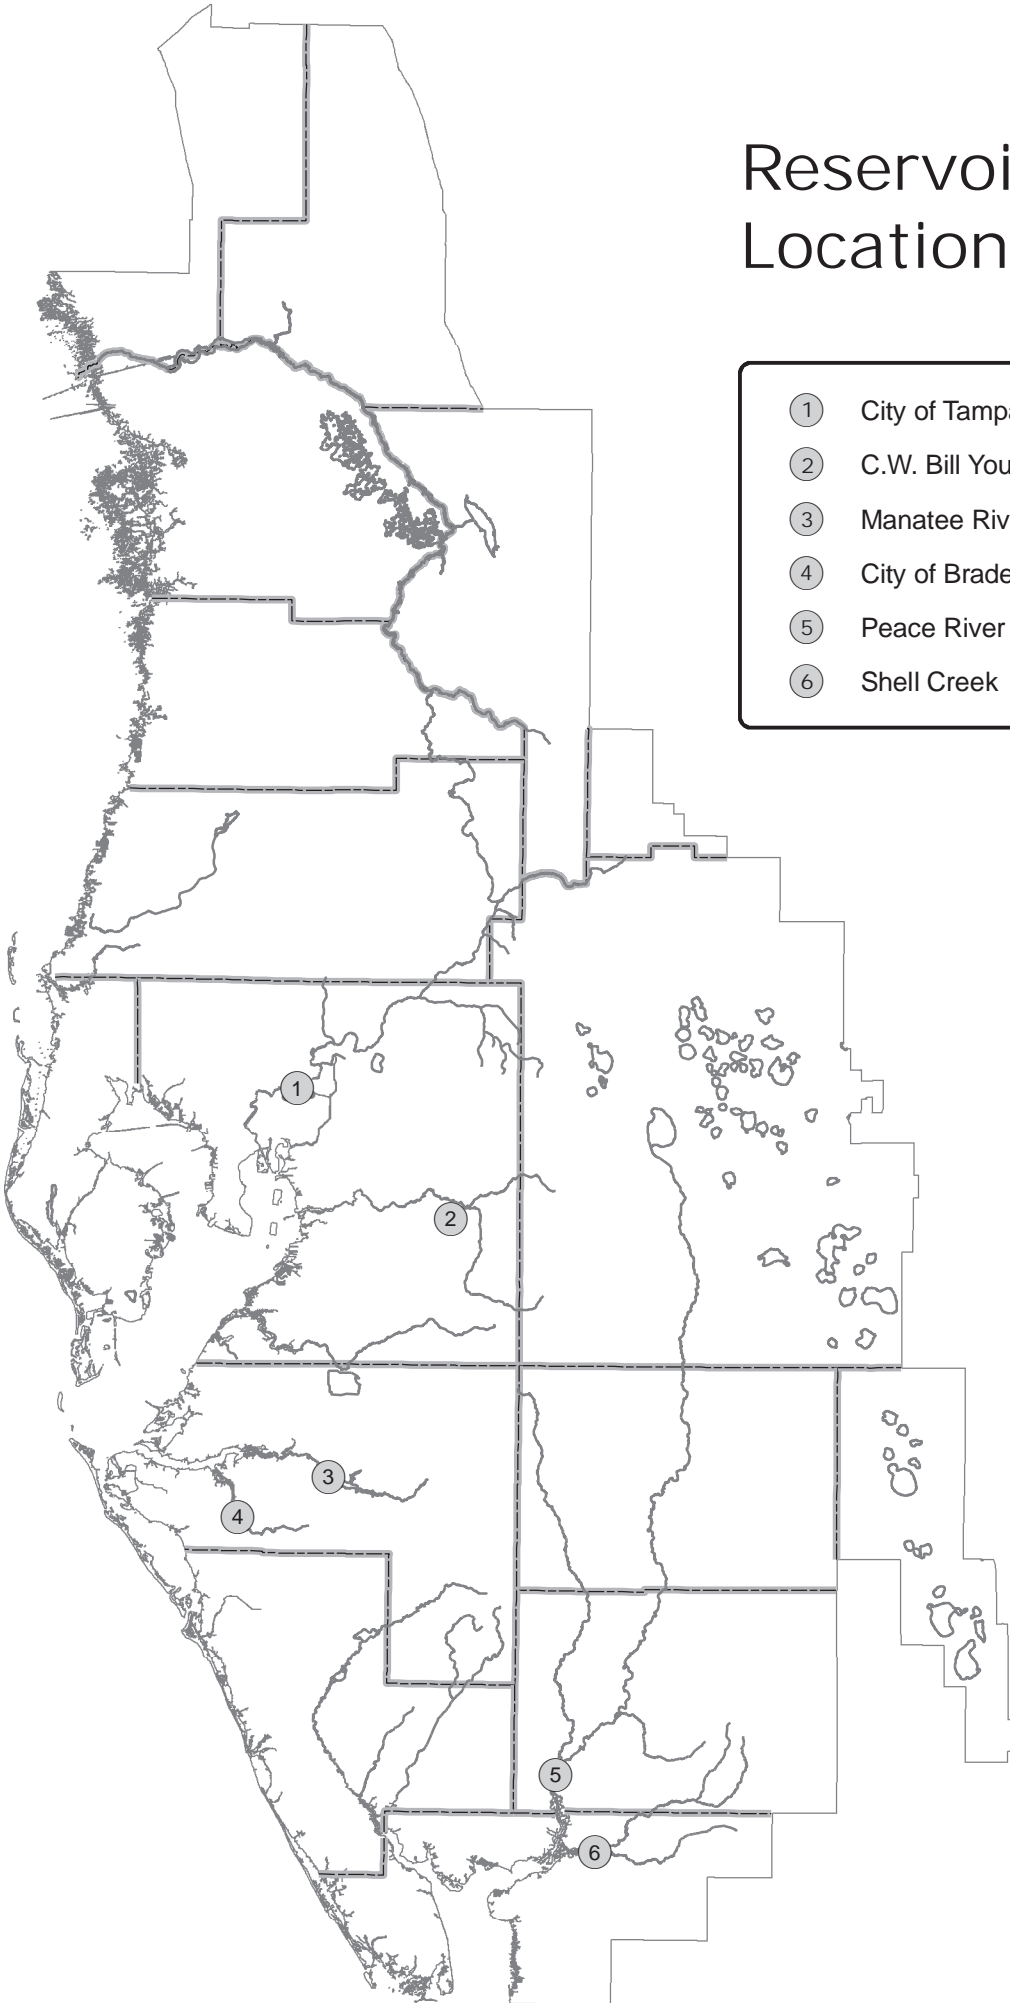 Reservoi
Location
1 City of Tampa
2 C.W. Bill You
3 Manatee Riv
4 City of Brade
5 Peace River
6 Shell Creek
1
2
3
4
5
6